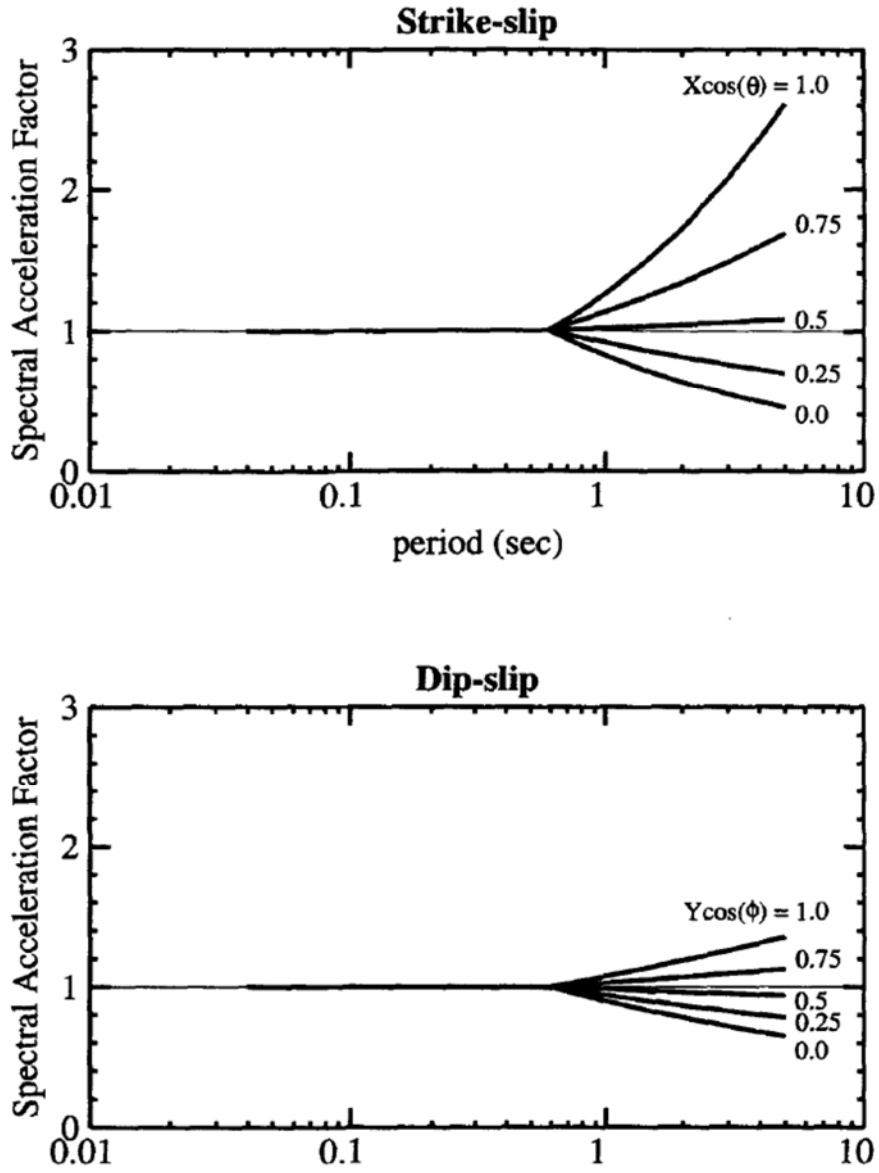 Strike-slip
Spectral Acceleration Factor
3
2
1
0
Xcos(θ) = 1.0
0.75
0.5
0.25
0.0
0.01 0.1 1 10
period (sec)
Dip-slip
Spectral Acceleration Factor
3
2
1
0
Ycos(ϕ) = 1.0
0.75
0.5
0.25
0.0
0.01 0.1 1 10